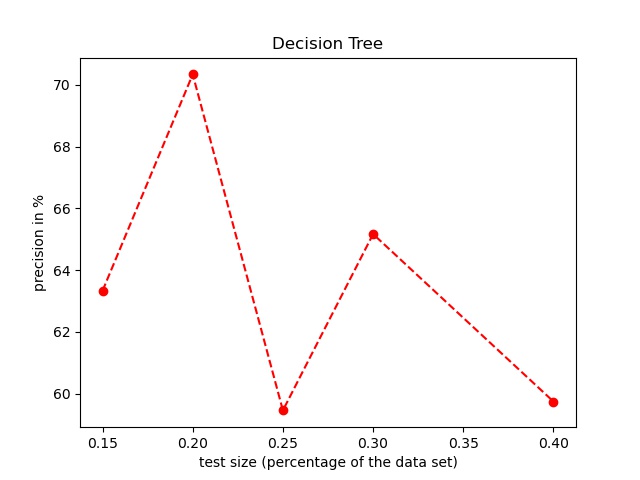 Decision Tree
70
68
66
64
62
60
precision in %
0.15 0.20 0.25 0.30 0.35 0.40
test size (percentage of the data set)